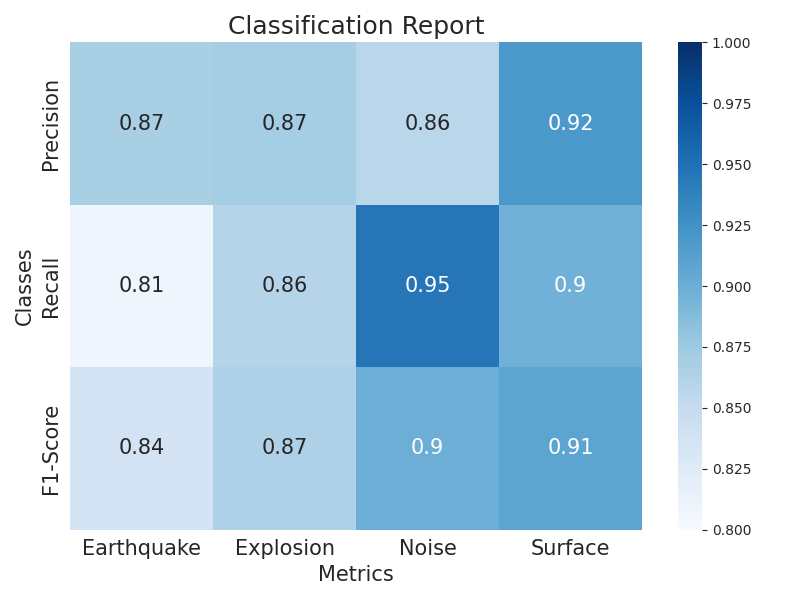 Classification Report
Precision
0.87 0.87 0.86 0.92
Classes
Recall
0.81 0.86 0.95 0.9
F1-Score
0.84 0.87 0.9 0.91
Earthquake Explosion Noise Surface
Metrics
1.000
0.975
0.950
0.925
0.900
0.875
0.850
0.825
0.800